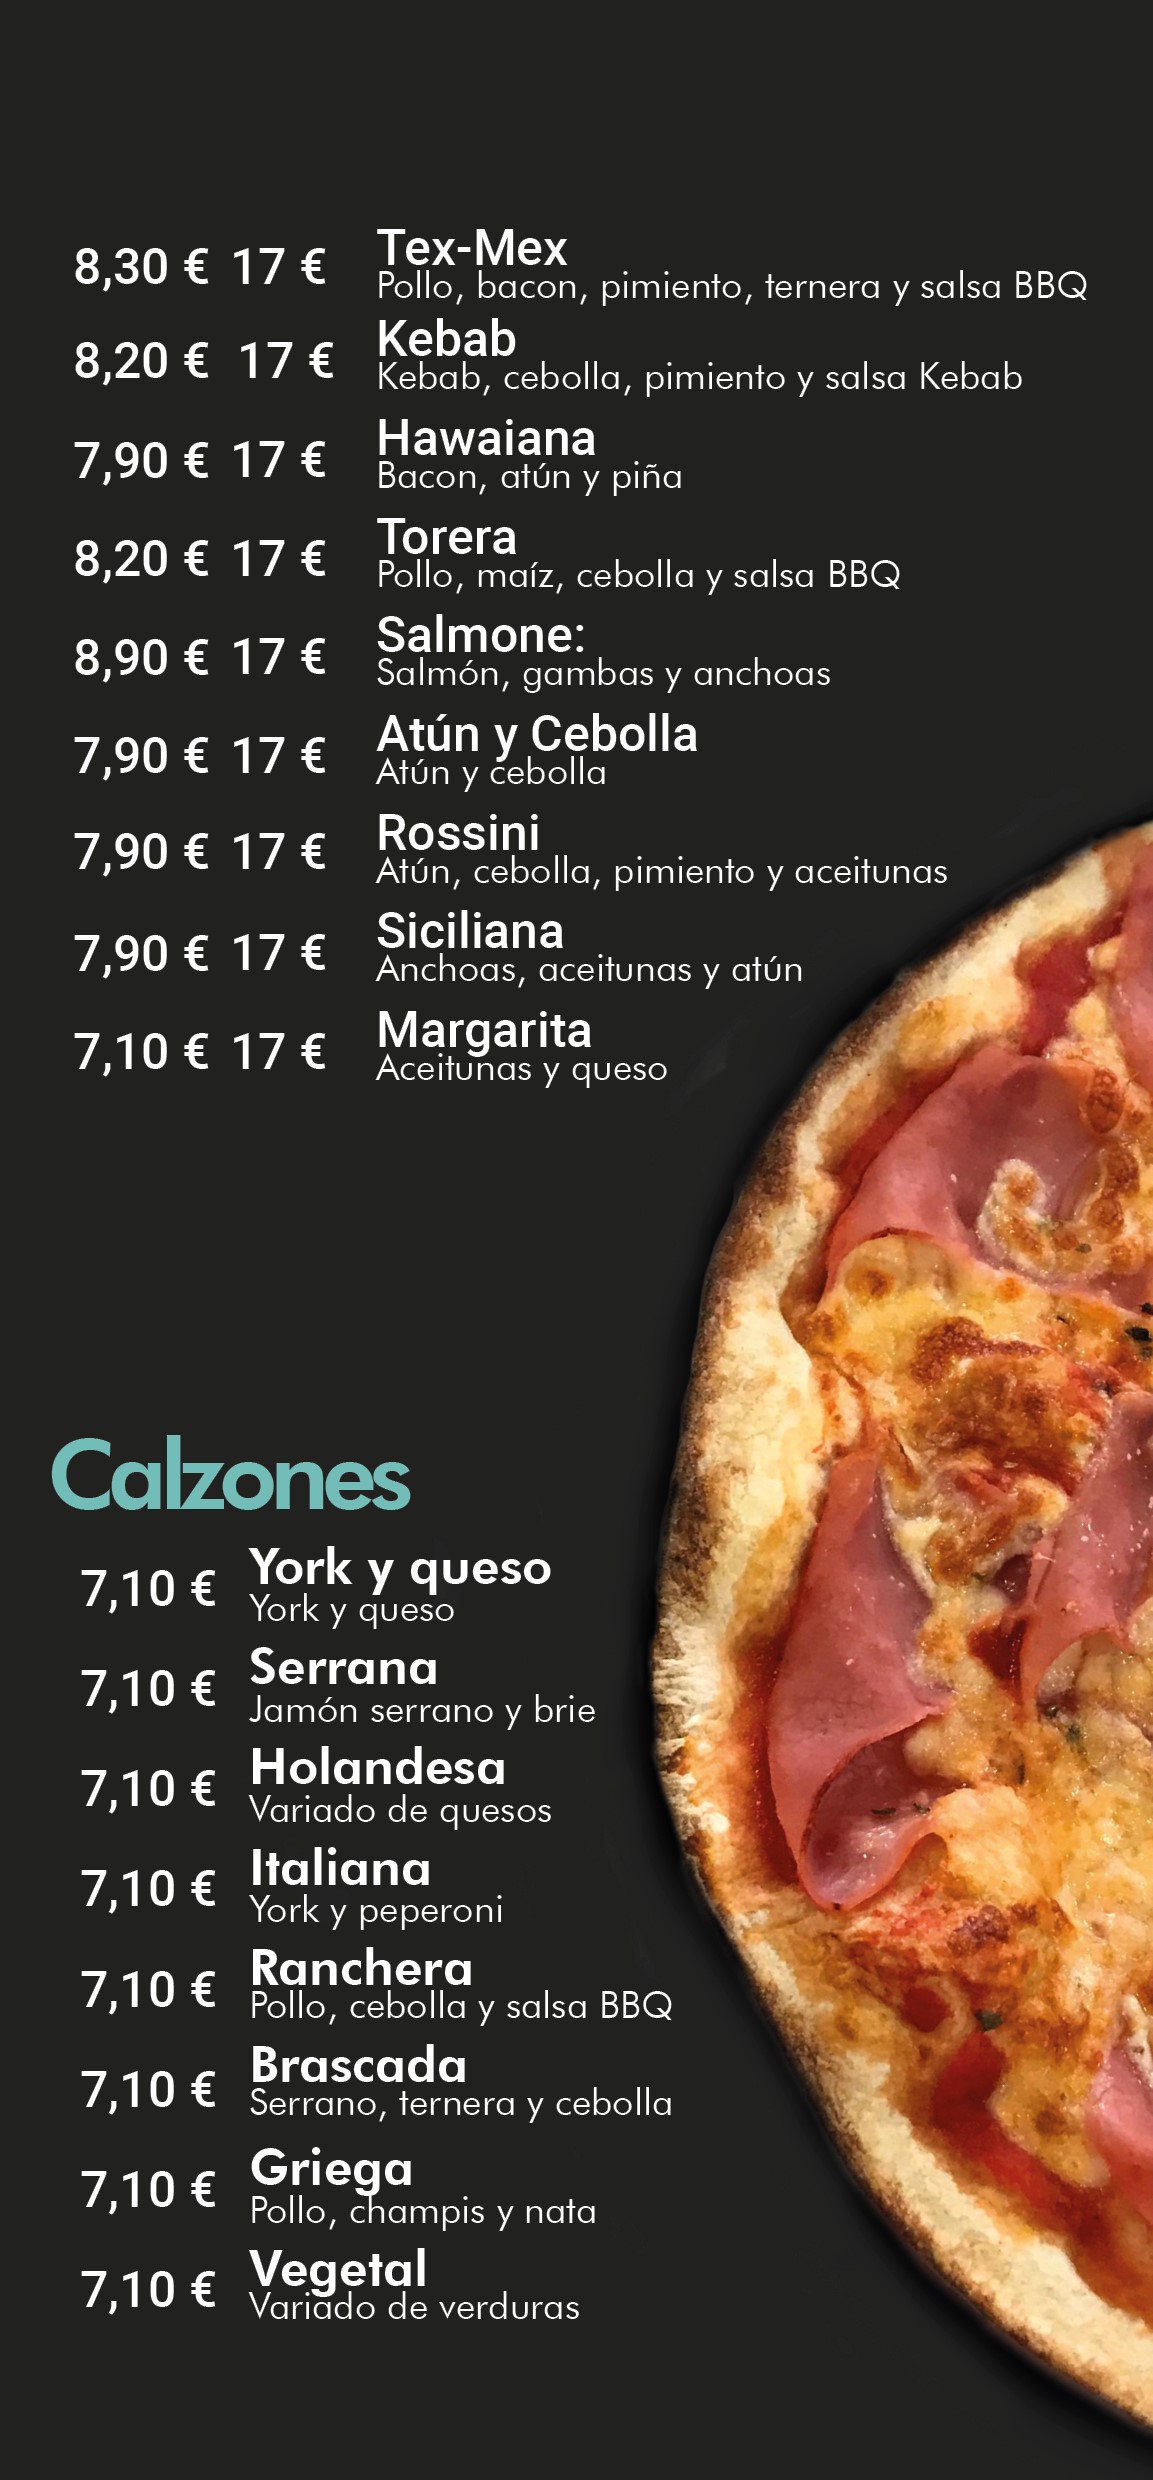 8,30 € 17 € Tex-Mex
Pollo, bacon, pimiento, ternera y salsa BBQ
8,20 € 17 € Kebab
Kebab, cebolla, pimiento y salsa Kebab
7,90 € 17 € Hawaiana
Bacon, atún y piña
8,20 € 17 € Torera
Pollo, maíz, cebolla y salsa BBQ
8,90 € 17 € Salmone:
Salmón, gambas y anchoas
7,90 € 17 € Atún y Cebolla
Atún y cebolla
7,90 € 17 € Rossini
Atún, cebolla, pimiento y aceitunas
7,90 € 17 € Siciliana
Anchoas, aceitunas y atún
7,10 € 17 € Margarita
Aceitunas y queso
Calzones
7,10 € York y queso
York y queso
7,10 € Serrana
Jamón serrano y brie
7,10 € Holandesa
Variado de quesos
7,10 € Italiana
York y peperoni
7,10 € Ranchera
Pollo, cebolla y salsa BBQ
7,10 € Brascada
Serrano, ternera y cebolla
7,10 € Griega
Pollo, champis y nata
7,10 € Vegetal
Variado de verduras